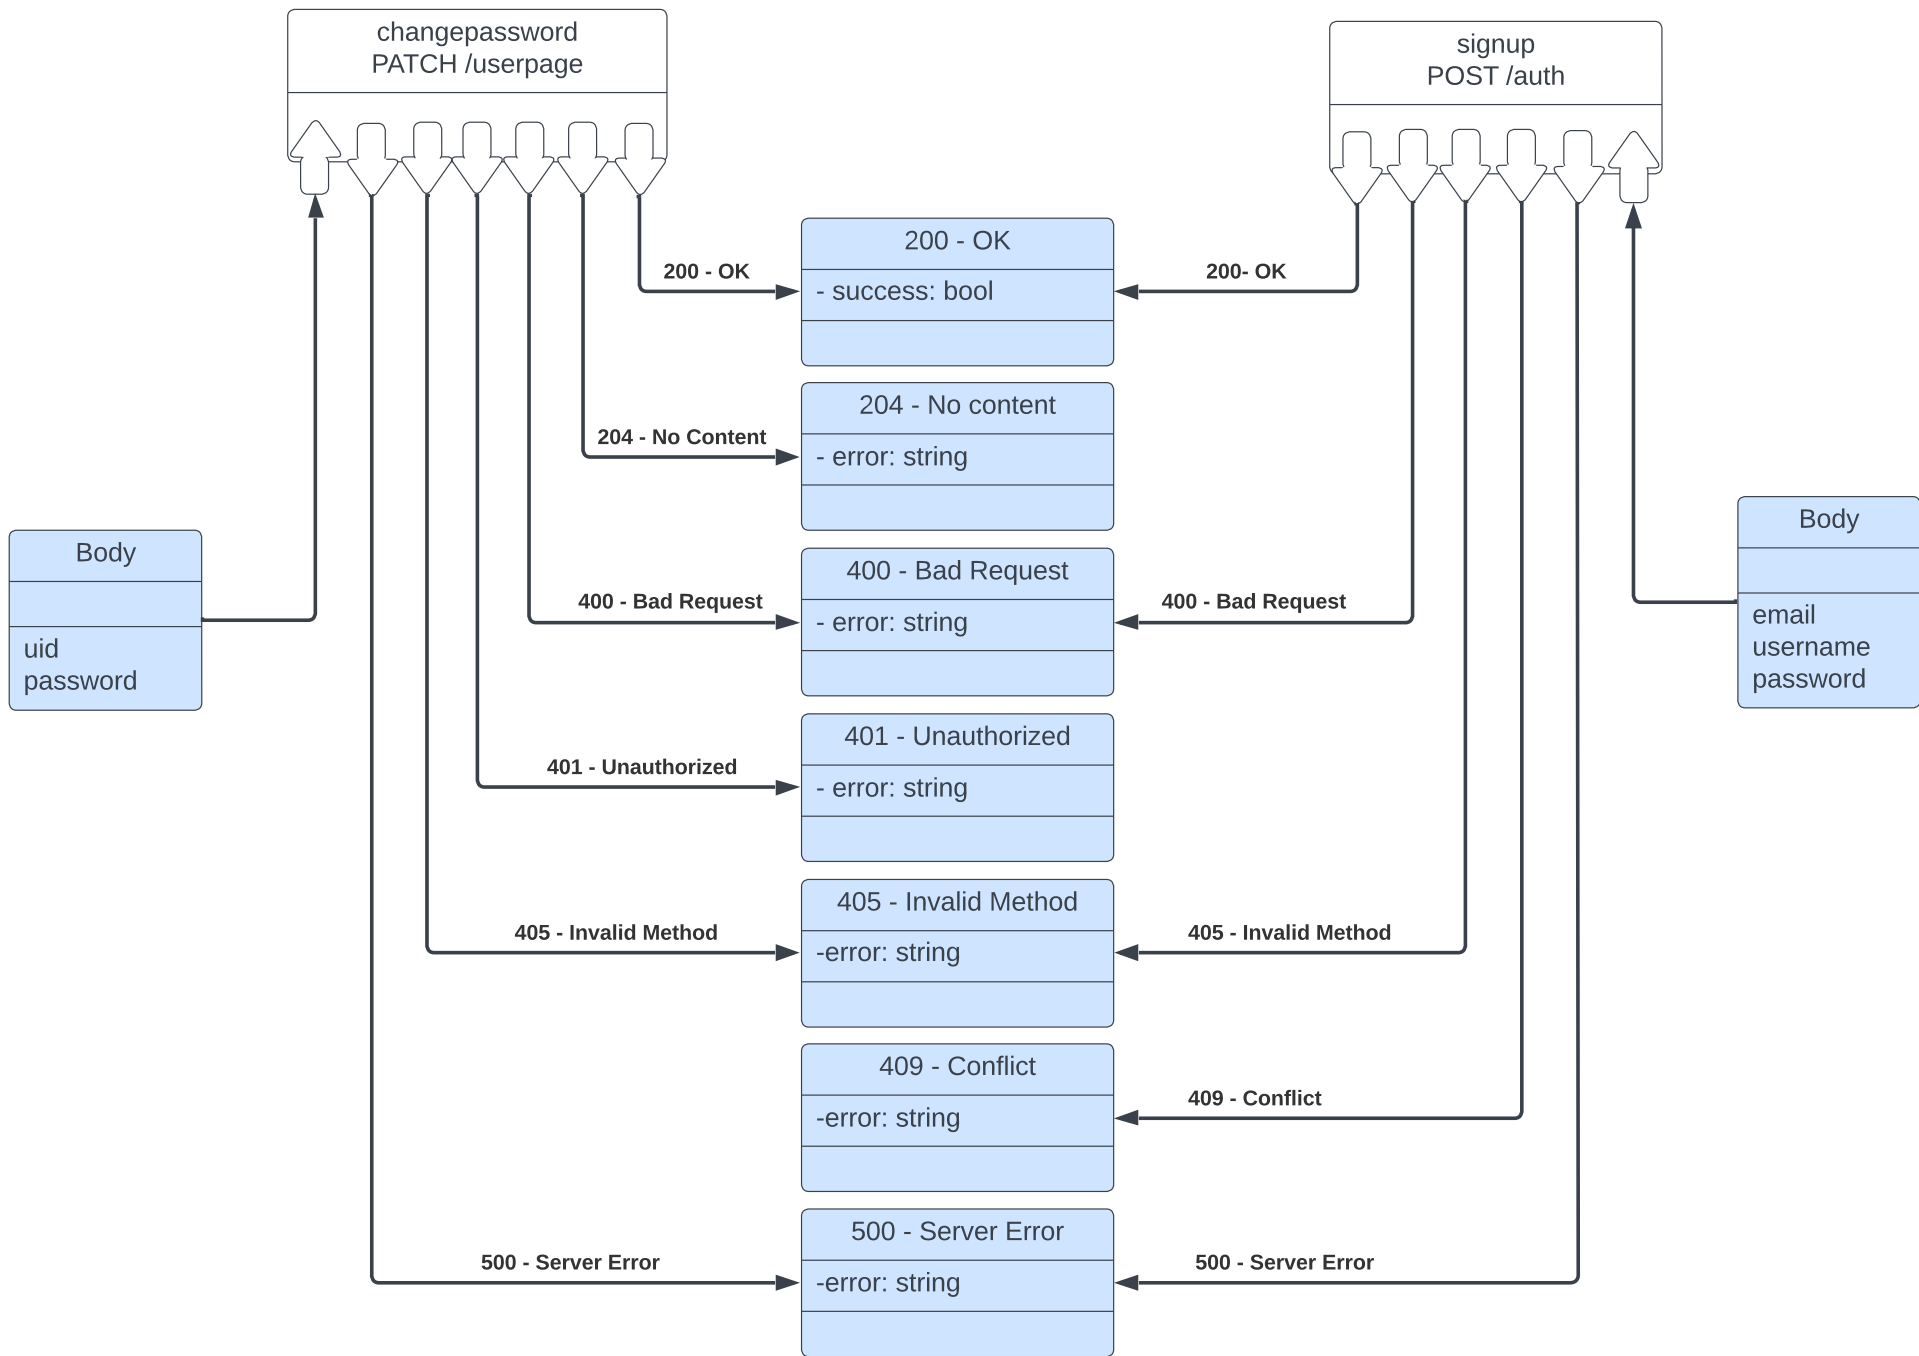 changepassword
PATCH /userpage
signup
POST /auth
200 - OK
200 - OK
- success: bool
200- OK
204 - No content
204 - No Content
- error: string
Body
uid
password
400 - Bad Request
400 - Bad Request
- error: string
400 - Bad Request
Body
email
username
password
401 - Unauthorized
401 - Unauthorized
- error: string
405 - Invalid Method
405 - Invalid Method
-error: string
405 - Invalid Method
409 - Conflict
-error: string
409 - Conflict
500 - Server Error
500 - Server Error
-error: string
500 - Server Error